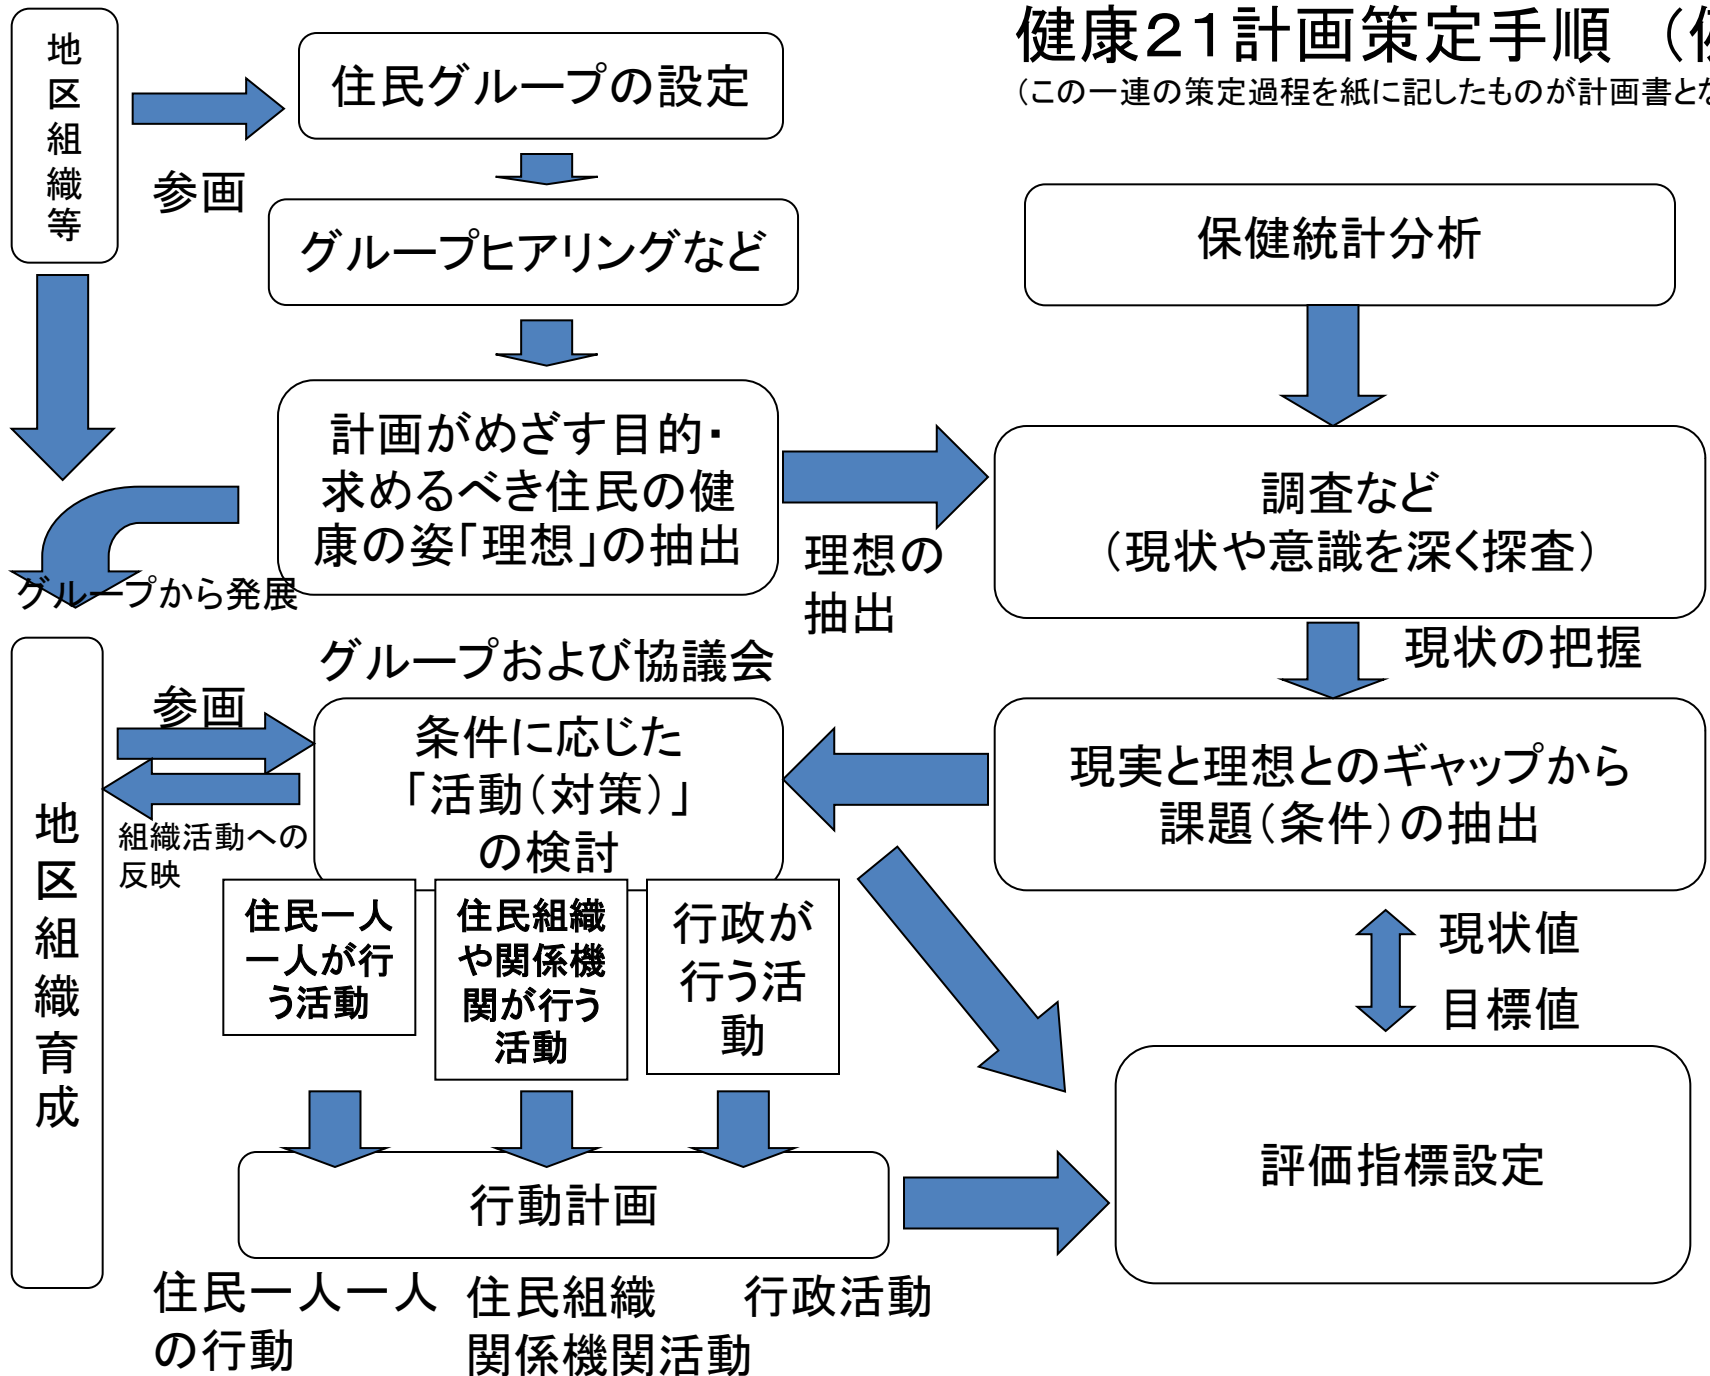 健康21計画策定手順 （
（この一連の策定過程を紙に記したものが計画書と
地区組織等
住民グループの設定
参画
グループヒアリングなど
保健統計分析
計画がめざす目的・
求めるべき住民の健
康の姿「理想」の抽出
理想の
抽出
調査など
（現状や意識を深く探査）
グループから発展
現状の把握
グループおよび協議会
参画
条件に応じた
「活動（対策）」
の検討
現実と理想とのギャップから
課題（条件）の抽出
組織活動への
反映
地区組織育成
住民一人
一人が行
う活動
住民組織
や関係機
関が行う
活動
行政が
行う活
動
現状値
目標値
行動計画
評価指標設定
住民一人一人
の行動
住民組織
関係機関活動
行政活動